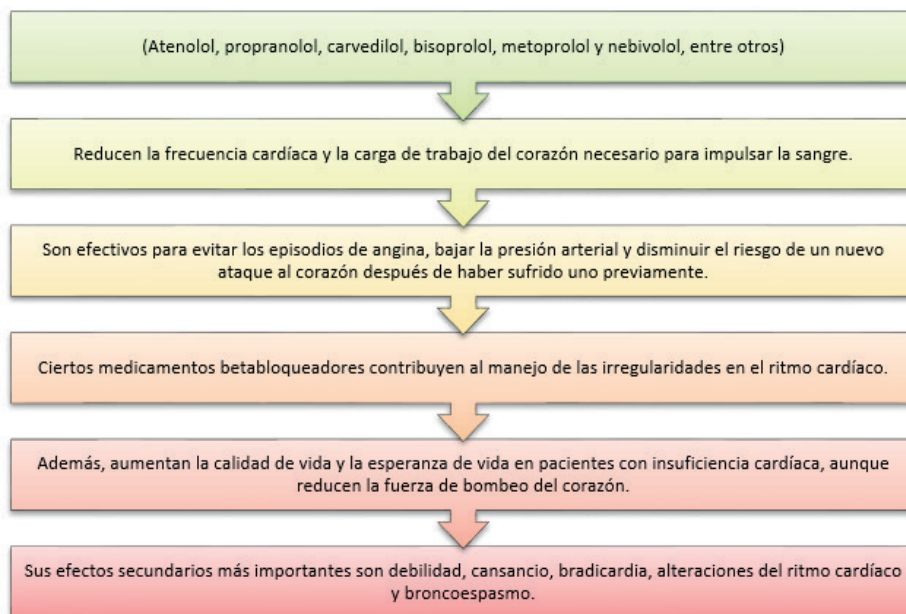 (Atenolol, propranolol, carvedilol, bisoprolol, metoprolol y nebivolol, entre otros)
Reducen la frecuencia cardíaca y la carga de trabajo del corazón necesario para impulsar la sangre.
Son efectivos para evitar los episodios de angina, bajar la presión arterial y disminuir el riesgo de un nuevo
ataque al corazón después de haber sufrido uno previamente.
Ciertos medicamentos betabloqueadores contribuyen al manejo de las irregularidades en el ritmo cardíaco.
Además, aumentan la calidad de vida y la esperanza de vida en pacientes con insuficiencia cardíaca, aunque
reducen la fuerza de bombeo del corazón.
Sus efectos secundarios más importantes son debilidad, cansancio, bradicardia, alteraciones del ritmo cardíaco
y broncoespasmo.